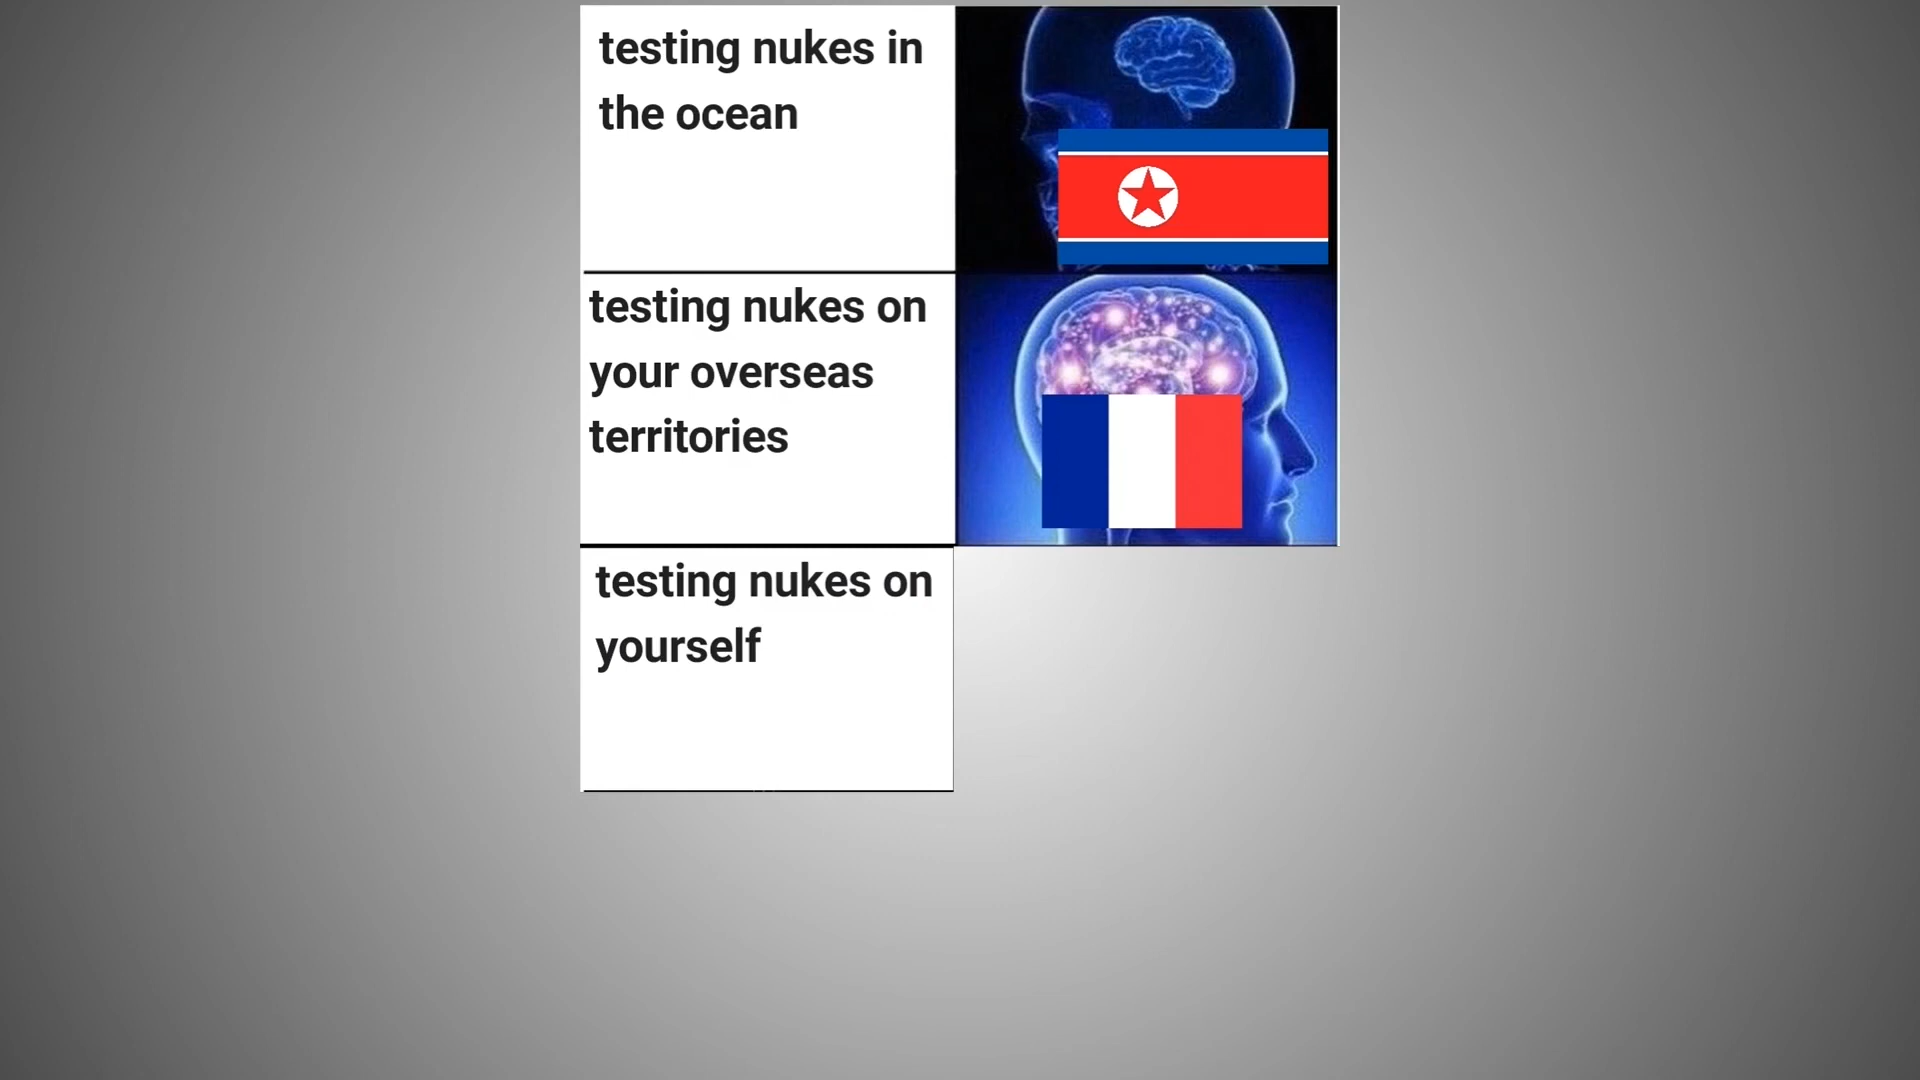 testing nukes in
the ocean
testing nukes on
your overseas
territories
testing nukes on
yourself